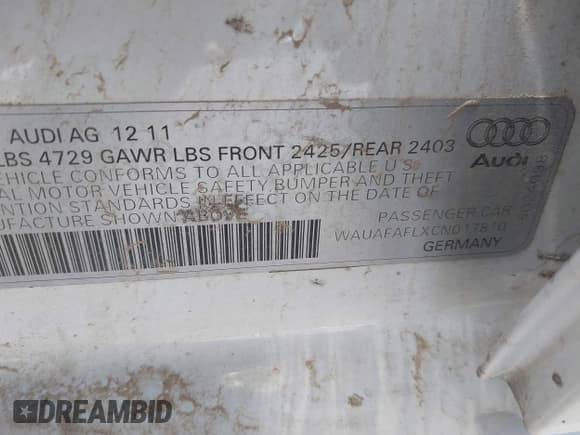 AUDI AG 12 11
LBS 4729 GAWR LBS FRONT 2425/REAR 2403
VEHICLE CONFORMS TO ALL APPLICABLE U S
AL MOTOR VEHICLE SAFETY, BUMPER AND THEFT
ENTION STANDARDS IN EFFECT ON THE DATE OF
UFACTURE SHOWN ABOVE
Audi
PASSENGER CAR
WAUAFAFLXCN017810
GERMANY
DREAMBID